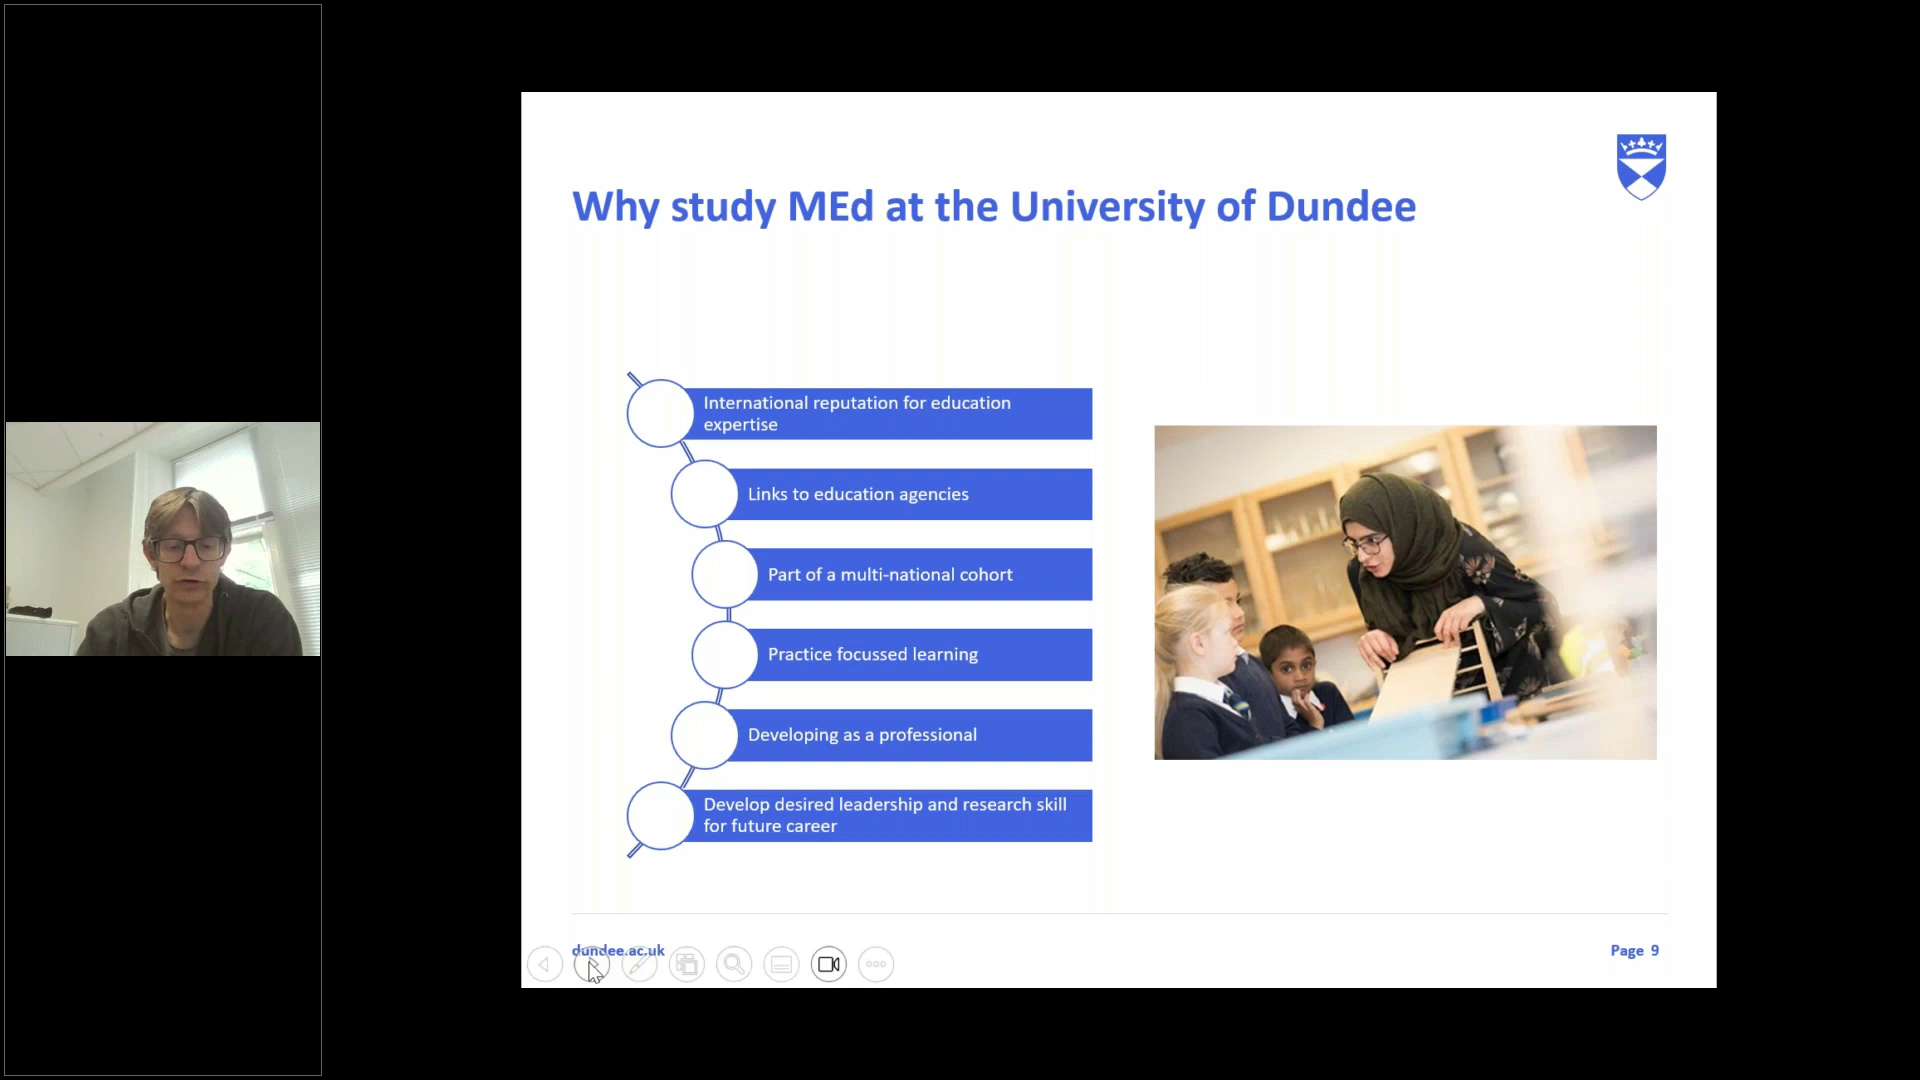 Why study MEd at the University of Dundee
International reputation for education
expertise
Links to education agencies
Part of a multi-national cohort
Practice focussed learning
Developing as a professional
Develop desired leadership and research skill
for future career
dundee.ac.uk
Page 9